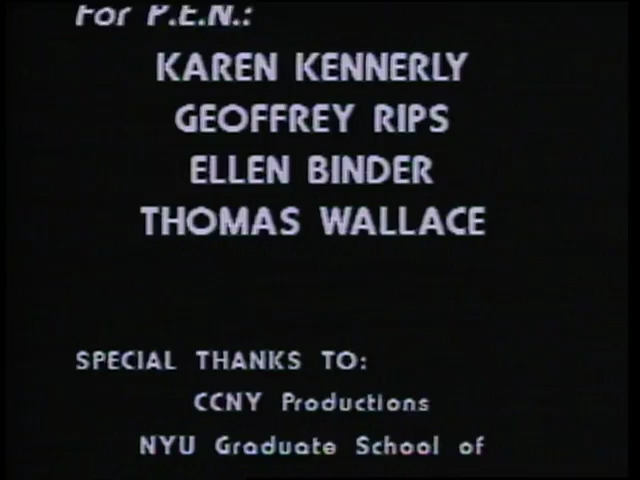 For P.E.N.:
KAREN KENNERLY
GEOFFREY RIPS
ELLEN BINDER
THOMAS WALLACE
SPECIAL THANKS TO:
CCNY Productions
NYU Graduate School of